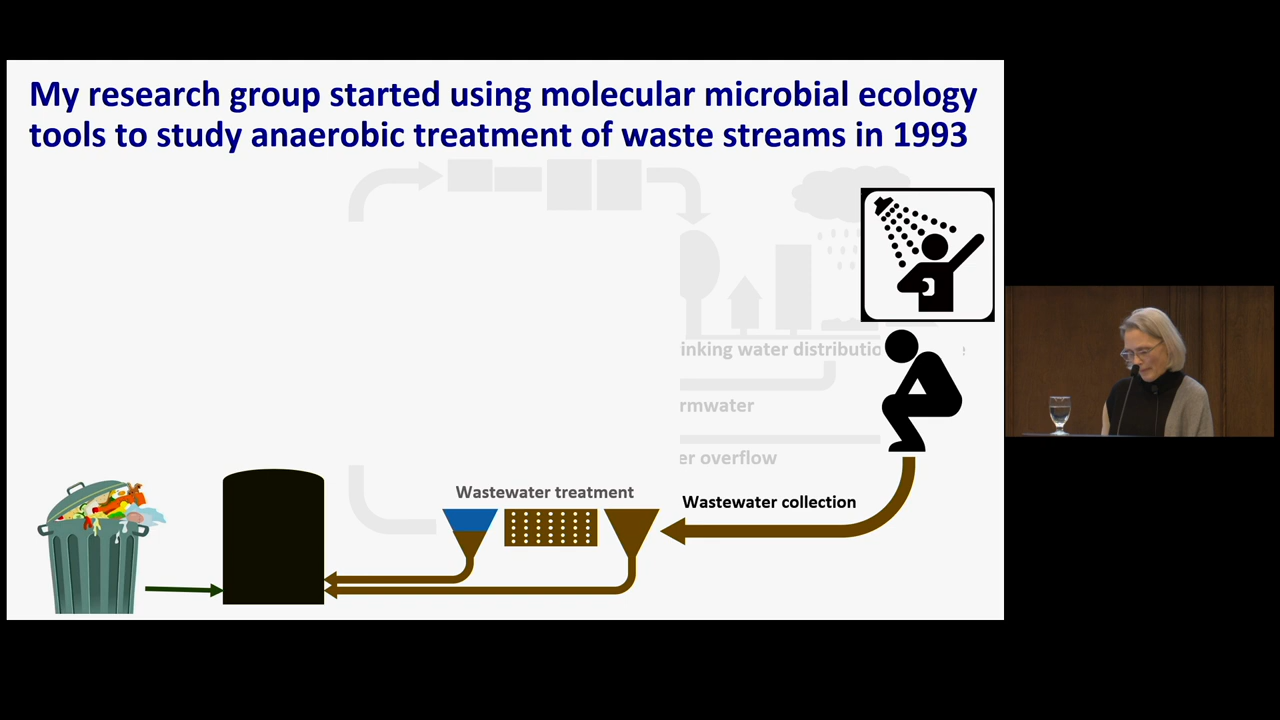 My research group started using molecular microbial ecology
tools to study anaerobic treatment of waste streams in 1993
inking water distributio
rmwater
er overflow
Wastewater treatment
Wastewater collection